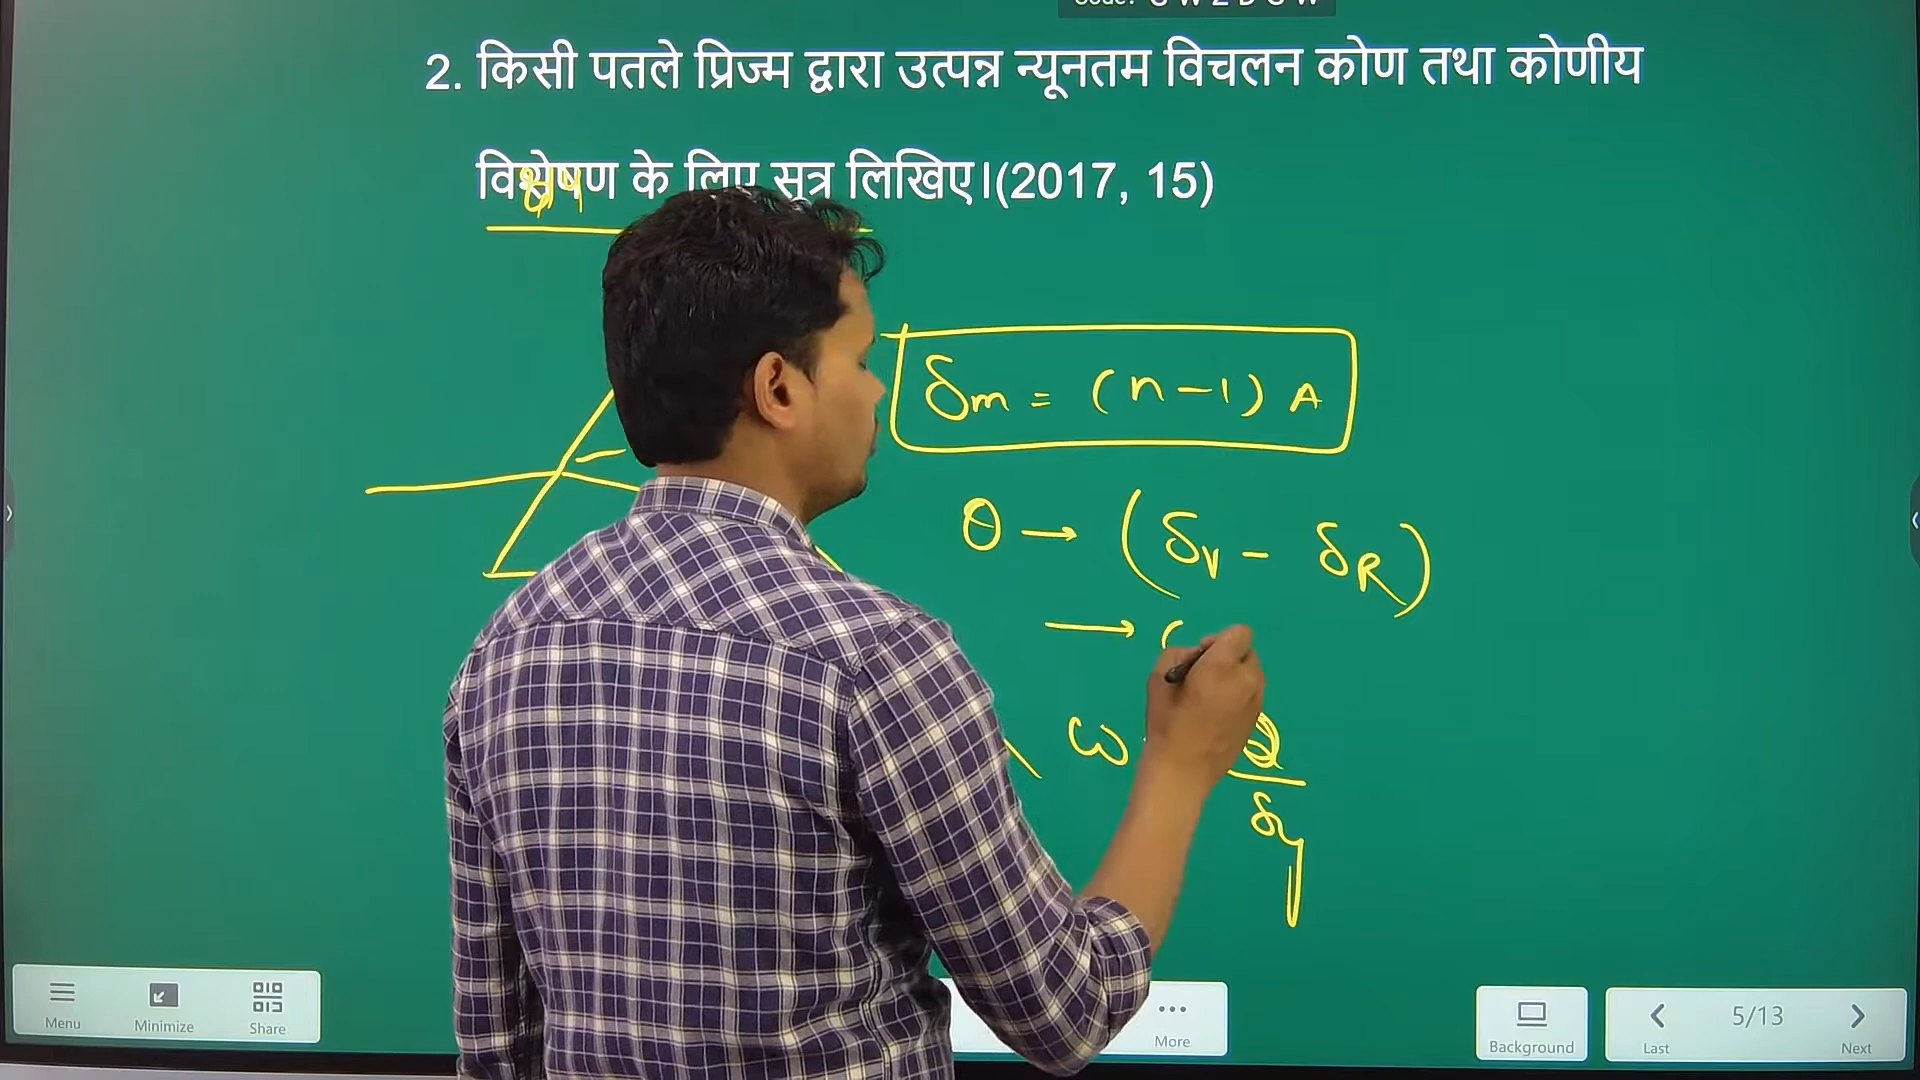 2. किसी पतले प्रिज्म द्वारा उत्पन्न न्यूनतम विचलन कोण तथा कोणीय
विश्लेषण के लिए सूत्र लिखिए।(2017, 15)
δm = (n-1) A
θ → (δV - δR)
→ (
ω θ
δy
Menu
Minimize
Share
More
Background
Last
5/13
Next